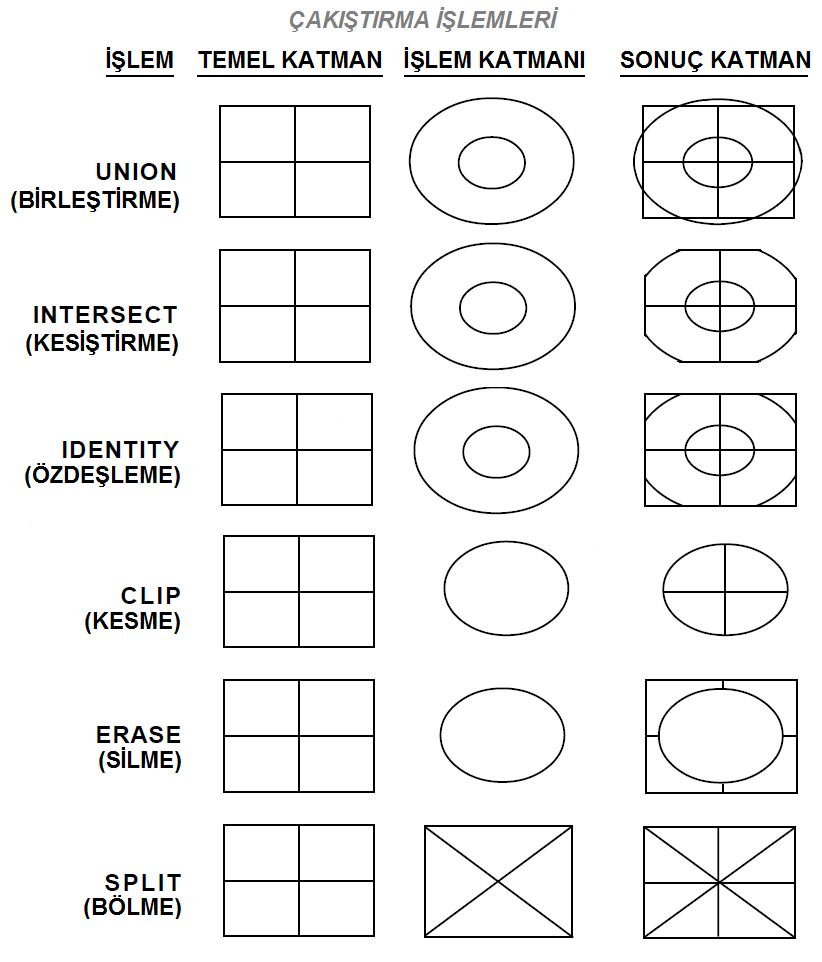 ÇAKIŞTIRMA İŞLEMLERİ
İŞLEM TEMEL KATMAN İŞLEM KATMANI SONUÇ KATMAN
UNION
(BİRLEŞTİRME)
INTERSECT
(KESİŞTİRME)
IDENTITY
(ÖZDEŞLEME)
CLIP
(KESME)
ERASE
(SİLME)
SPLIT
(BÖLME)